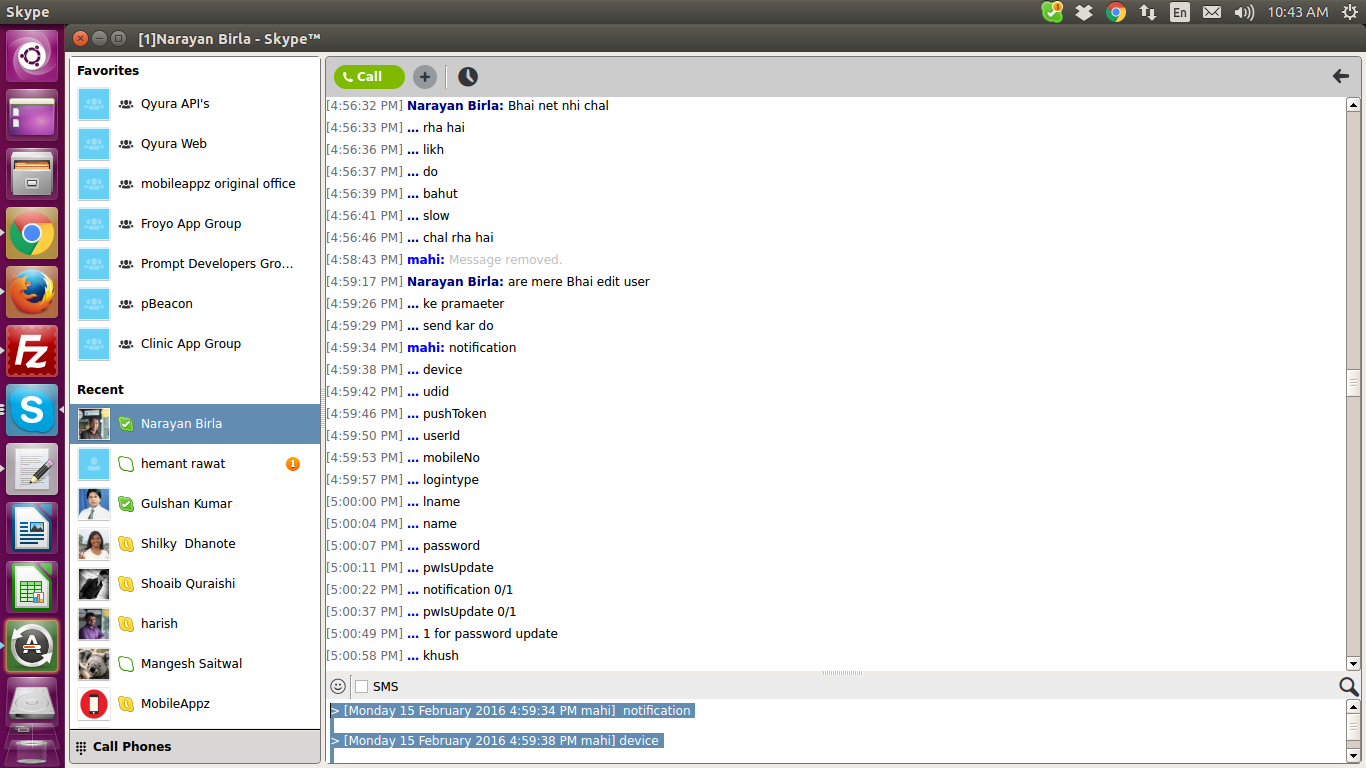 Skype
1
En
10:43 AM
[1]Narayan Birla - Skype™
Favorites
Qyura API's
Qyura Web
mobileappz original office
Froyo App Group
Prompt Developers Gro...
pBeacon
Clinic App Group
Recent
Narayan Birla
hemant rawat 1
Gulshan Kumar
Shilky  Dhanote
Shoaib Quraishi
harish
Mangesh Saitwal
MobileAppz
Call Phones
Call
[4:56:32 PM] Narayan Birla: Bhai net nhi chal
[4:56:33 PM] ... rha hai
[4:56:36 PM] ... likh
[4:56:37 PM] ... do
[4:56:39 PM] ... bahut
[4:56:41 PM] ... slow
[4:56:46 PM] ... chal rha hai
[4:58:43 PM] mahi: Message removed.
[4:59:17 PM] Narayan Birla: are mere Bhai edit user
[4:59:26 PM] ... ke pramaeter
[4:59:29 PM] ... send kar do
[4:59:34 PM] mahi: notification
[4:59:38 PM] ... device
[4:59:42 PM] ... udid
[4:59:46 PM] ... pushToken
[4:59:50 PM] ... userId
[4:59:53 PM] ... mobileNo
[4:59:57 PM] ... logintype
[5:00:00 PM] ... lname
[5:00:04 PM] ... name
[5:00:07 PM] ... password
[5:00:11 PM] ... pwIsUpdate
[5:00:22 PM] ... notification 0/1
[5:00:37 PM] ... pwIsUpdate 0/1
[5:00:49 PM] ... 1 for password update
[5:00:58 PM] ... khush
SMS
> [Monday 15 February 2016 4:59:34 PM mahi]  notification
> [Monday 15 February 2016 4:59:38 PM mahi] device
Fz
S
A